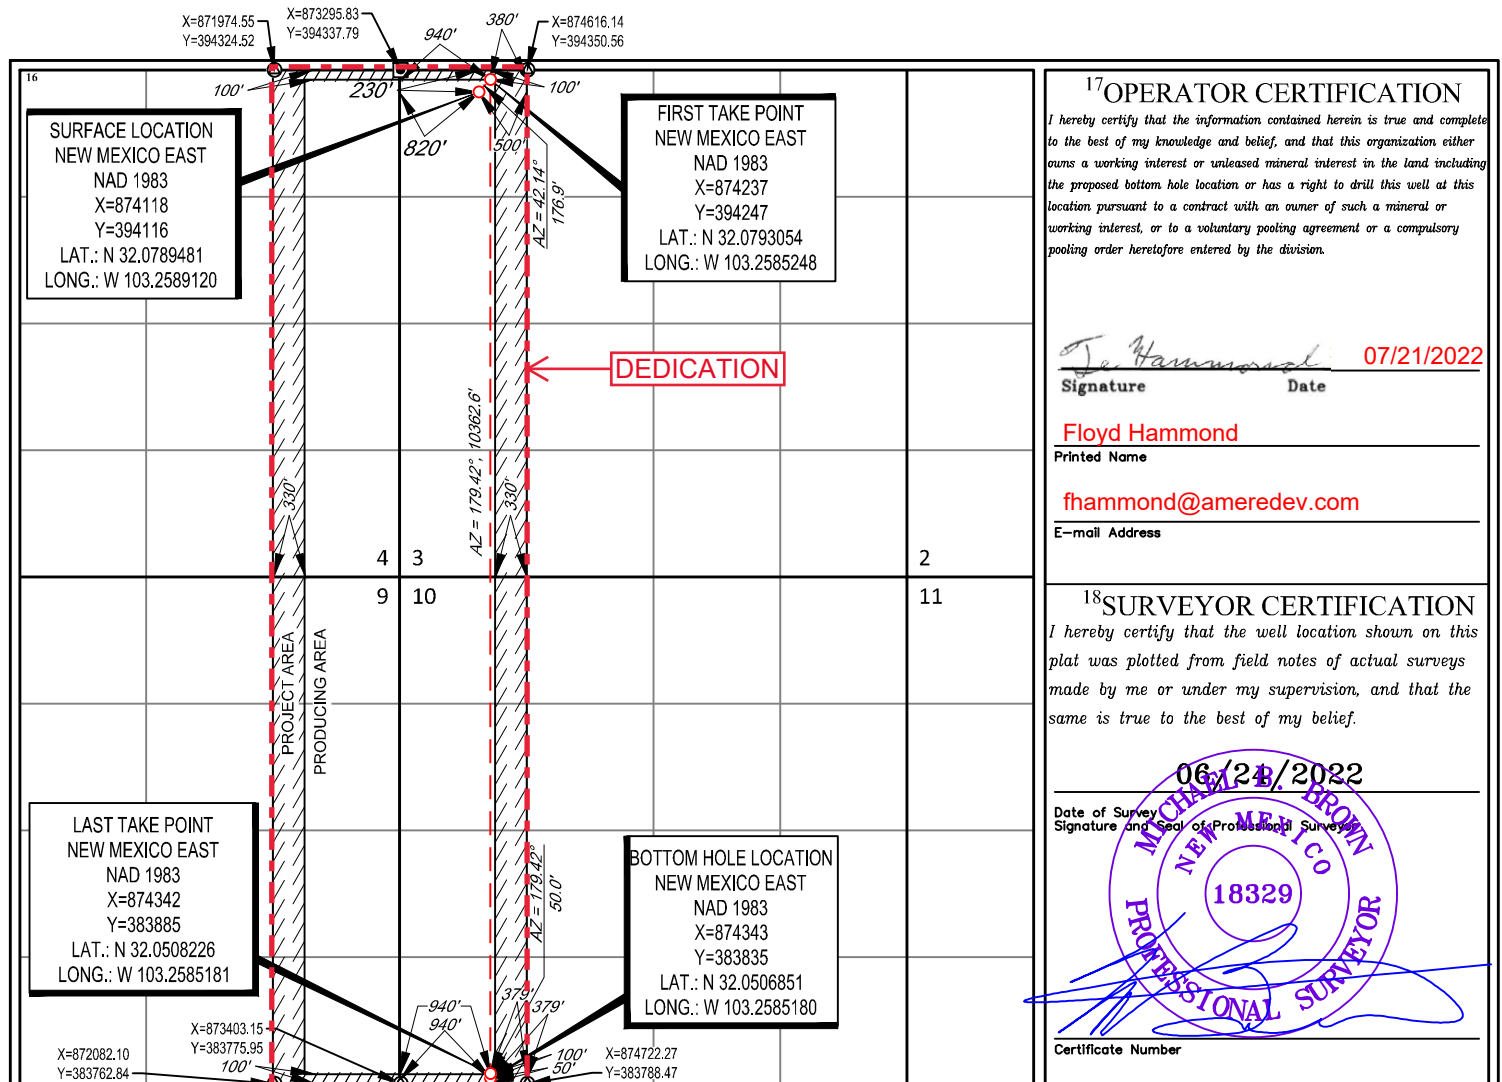 X=871974.55
Y=394324.52
X=873295.83
Y=394337.79
940'
380'
X=874616.14
Y=394350.56
16
100'
230'
100'
820'
500'
SURFACE LOCATION
NEW MEXICO EAST
NAD 1983
X=874118
Y=394116
LAT.: N 32.0789481
LONG.: W 103.2589120
FIRST TAKE POINT
NEW MEXICO EAST
NAD 1983
X=874237
Y=394247
LAT.: N 32.0793054
LONG.: W 103.2585248
AZ = 42.14°
176.9'
DEDICATION
AZ = 179.42°, 10362.6'
330'
330'
4
3
2
9
10
11
PROJECT AREA
PRODUCING AREA
LAST TAKE POINT
NEW MEXICO EAST
NAD 1983
X=874342
Y=383885
LAT.: N 32.0508226
LONG.: W 103.2585181
BOTTOM HOLE LOCATION
NEW MEXICO EAST
NAD 1983
X=874343
Y=383835
LAT.: N 32.0506851
LONG.: W 103.2585180
AZ = 179.42°
50.0'
940'
940'
379'
379'
X=873403.15
Y=383775.95
X=872082.10
Y=383762.84
100'
100'
50'
X=874722.27
Y=383788.47
17OPERATOR CERTIFICATION
I hereby certify that the information contained herein is true and complete
to the best of my knowledge and belief, and that this organization either
owns a working interest or unleased mineral interest in the land including
the proposed bottom hole location or has a right to drill this well at this
location pursuant to a contract with an owner of such a mineral or
working interest, or to a voluntary pooling agreement or a compulsory
pooling order heretofore entered by the division.
07/21/2022
Signature Date
Floyd Hammond
Printed Name
fhammond@ameredev.com
E-mail Address
18SURVEYOR CERTIFICATION
I hereby certify that the well location shown on this
plat was plotted from field notes of actual surveys
made by me or under my supervision, and that the
same is true to the best of my belief.
06/24/2022
Date of Survey
Signature and Seal of Professional Surveyor
MICHAEL B. BROWN
NEW MEXICO
18329
PROFESSIONAL SURVEYOR
Certificate Number